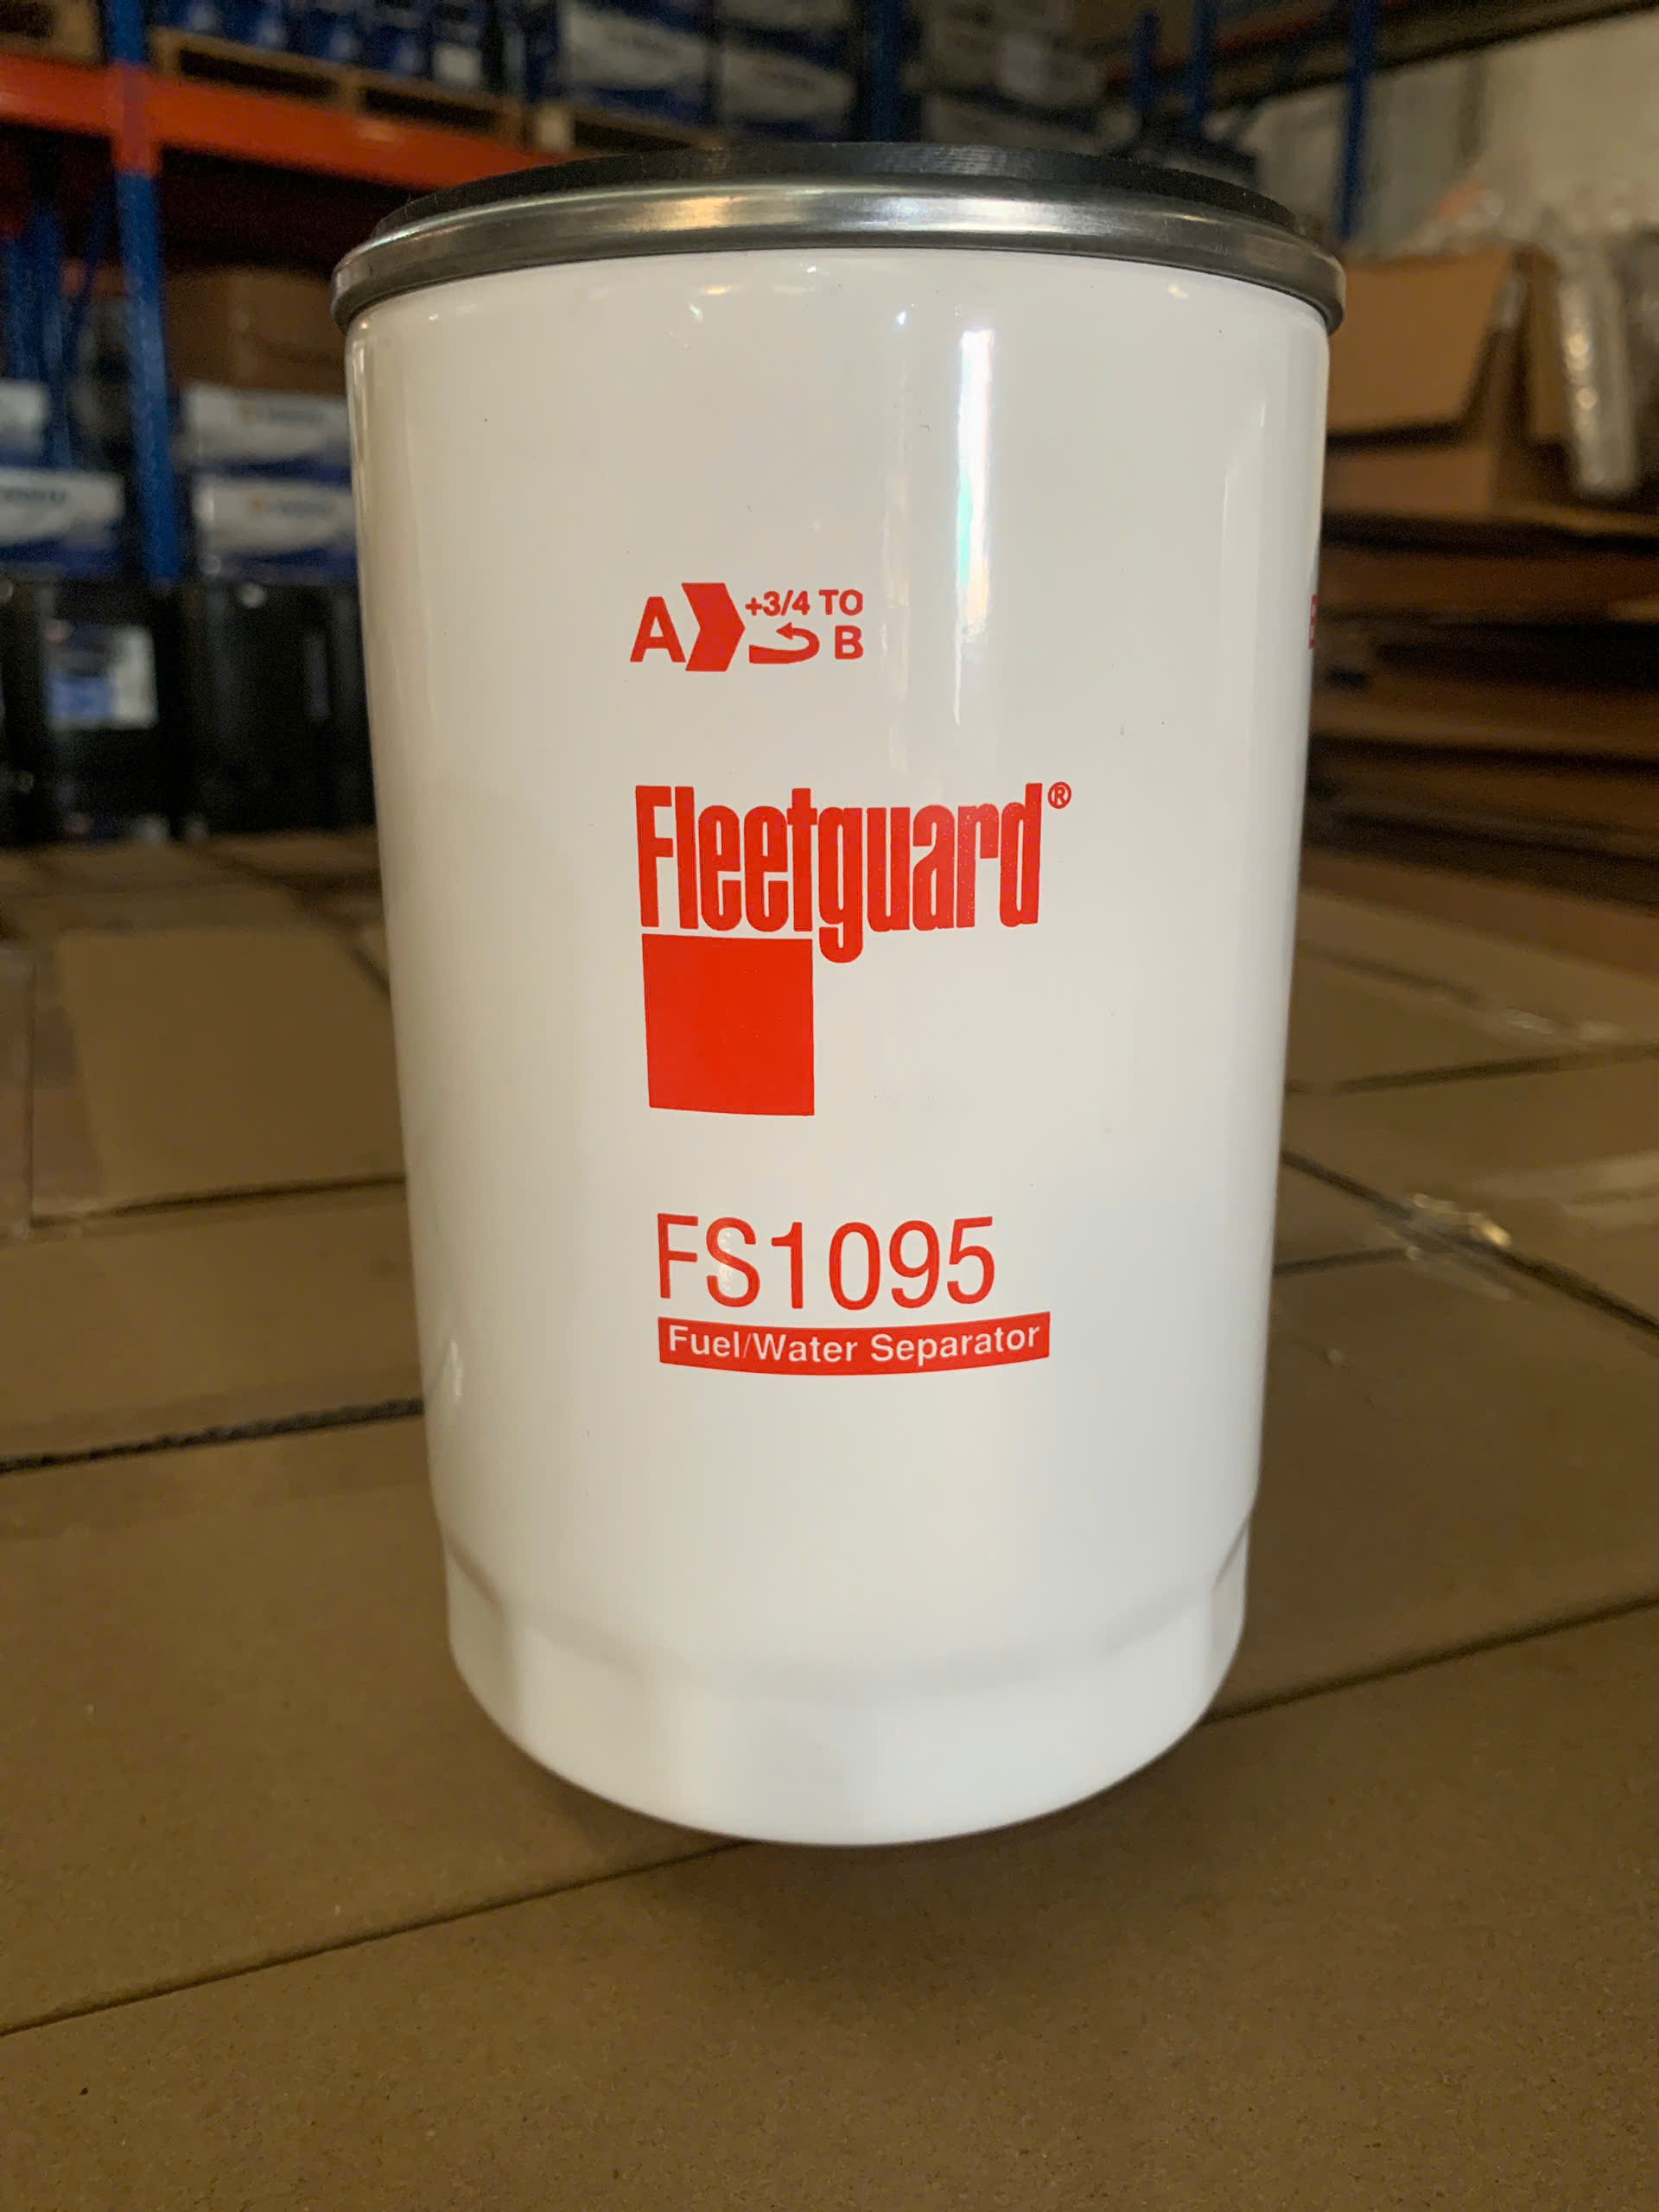 A +3/4 TO
B
Fleetguard®
FS1095
Fuel/Water Separator